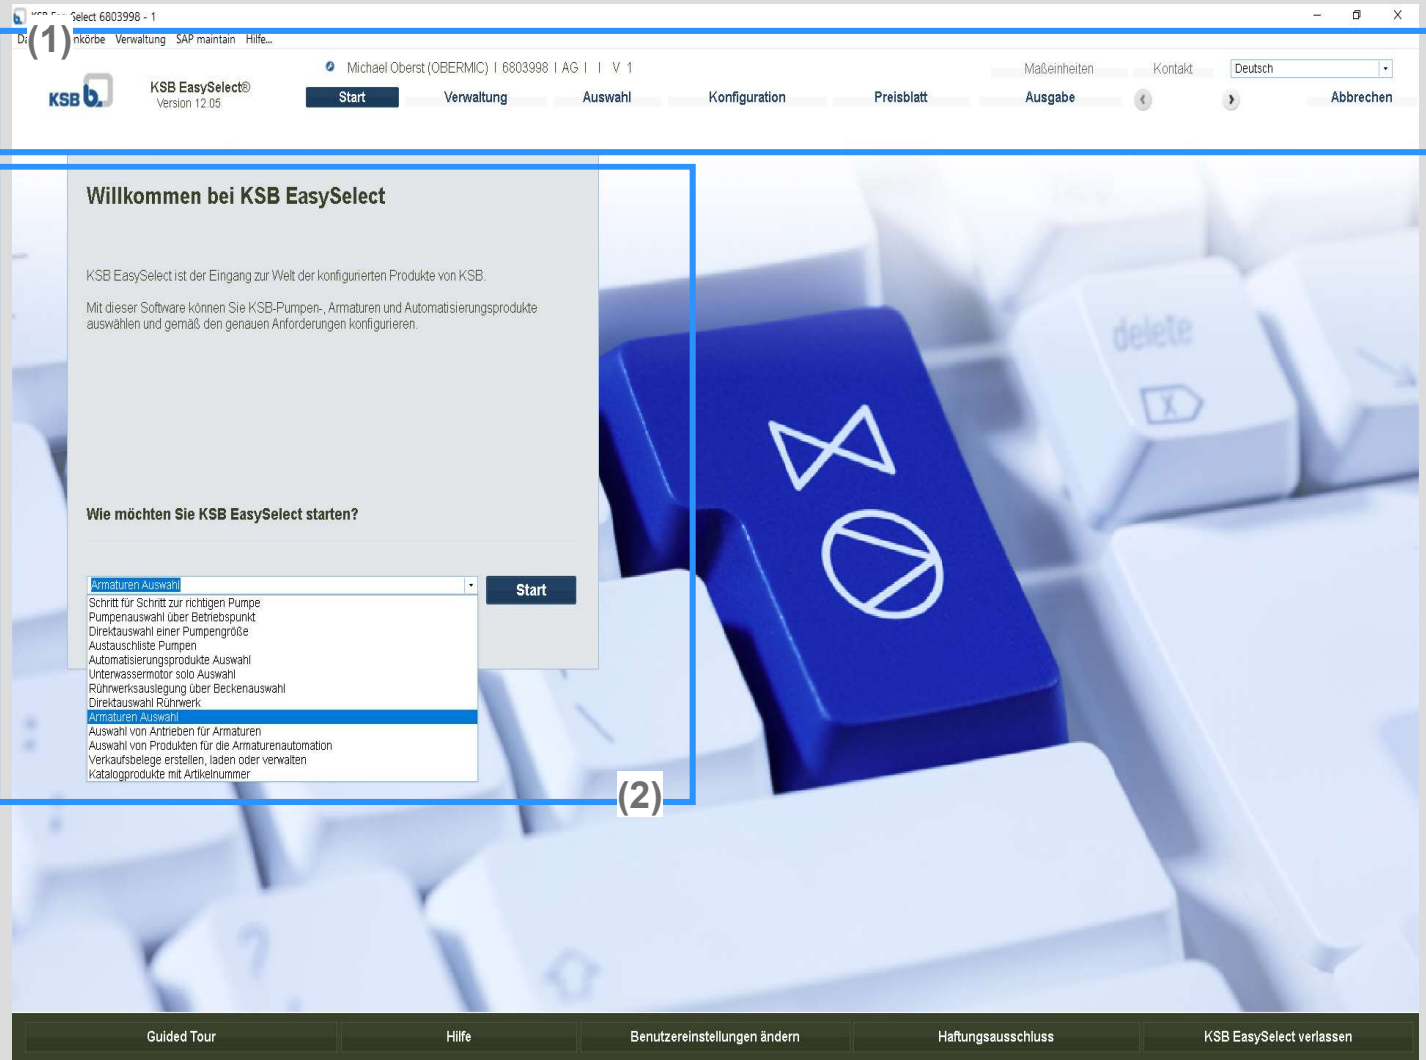 KSB EasySelect 6803998 - 1
(1)
Verwaltung SAP maintain Hilfe...
Michael Oberst (OBERMIC) | 6803998 | AG | | V 1
Maßeinheiten Kontakt Deutsch
KSB b.
KSB EasySelect®
Version 12.05
Start Verwaltung Auswahl Konfiguration Preisblatt Ausgabe Abbrechen
Willkommen bei KSB EasySelect
KSB EasySelect ist der Eingang zur Welt der konfigurierten Produkte von KSB.
Mit dieser Software können Sie KSB-Pumpen-, Armaturen und Automatisierungsprodukte
auswählen und gemäß den genauen Anforderungen konfigurieren.
delete
X
Wie möchten Sie KSB EasySelect starten?
Armaturen Auswahl
Start
Schritt für Schritt zur richtigen Pumpe
Pumpenauswahl über Betriebspunkt
Direktauswahl einer Pumpengröße
Austauschliste Pumpen
Automatisierungsprodukte Auswahl
Unterwassermotor solo Auswahl
Rührwerksauslegung über Beckenauswahl
Direktauswahl Rührwerk
Armaturen Auswahl
Auswahl von Antrieben für Armaturen
Auswahl von Produkten für die Armaturenautomation
Verkaufsbelege erstellen, laden oder verwalten
Katalogprodukte mit Artikelnummer
(2)
?
Guided Tour Hilfe Benutzereinstellungen ändern Haftungsausschluss KSB EasySelect verlassen